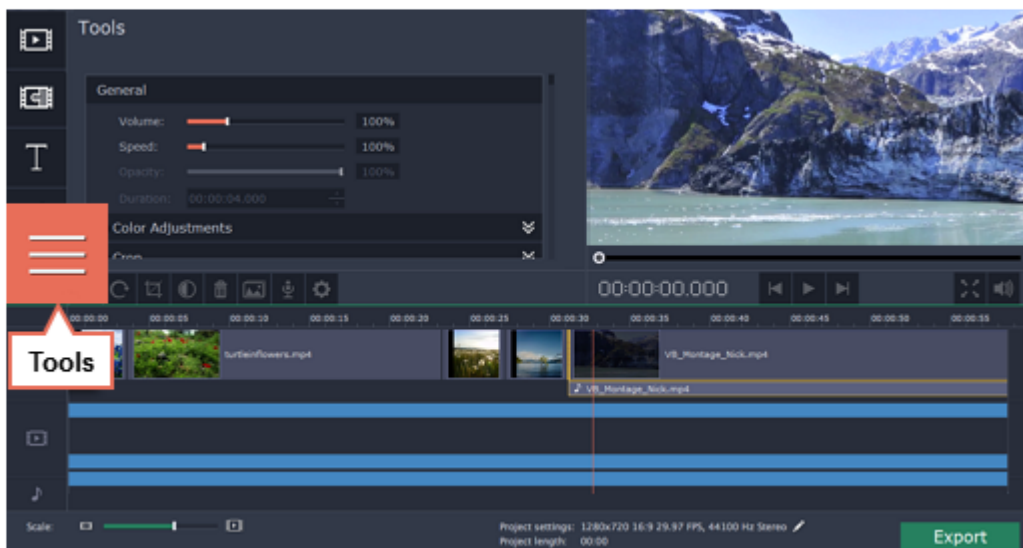 Tools
General
Volume: 100%
Speed: 100%
Opacity: 100%
Duration: 00:00:04.000
Color Adjustments
Crop
00:00:00.000
00:00:00 00:00:05 00:00:10 00:00:15 00:00:20 00:00:25 00:00:30 00:00:35 00:00:40 00:00:45 00:00:50 00:00:55
Tools
turtleinflowers.mp4
VB_Montage_Nick.mp4
VB_Montage_Nick.mp4
Scale:
Project settings: 1280x720 16:9 29.97 FPS, 44100 Hz Stereo
Project length: 00:00
Export